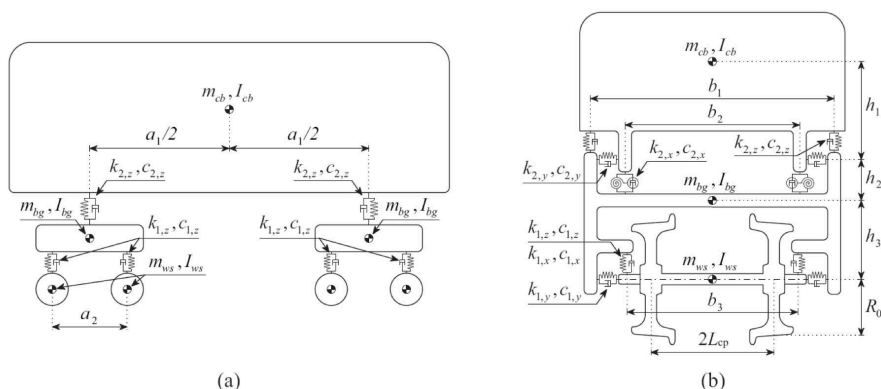 m_cb, I_cb
a_1/2
a_1/2
k_2,z, c_2,z
k_2,z, c_2,z
m_bg, I_bg
m_bg, I_bg
k_1,z, c_1,z
k_1,z, c_1,z
m_ws, I_ws
a_2
(a)
m_cb, I_cb
b_1
b_2
h_1
k_2,x, c_2,x
k_2,z, c_2,z
k_2,y, c_2,y
m_bg, I_bg
h_2
k_1,z, c_1,z
k_1,x, c_1,x
m_ws, I_ws
h_3
k_1,y, c_1,y
b_3
R_0
2L_cp
(b)